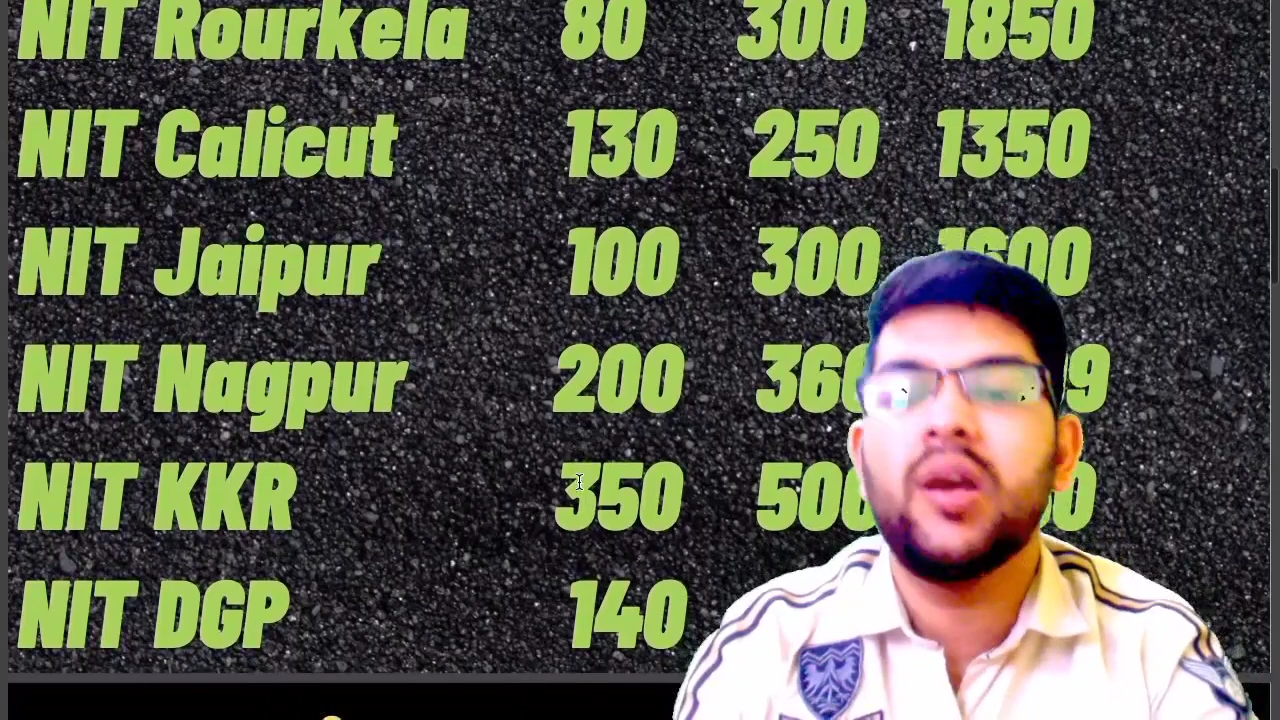 NIT Rourkela 80 300 1850
NIT Calicut 130 250 1350
NIT Jaipur 100 300 1600
NIT Nagpur 200
NIT KKR 350
NIT DGP 140